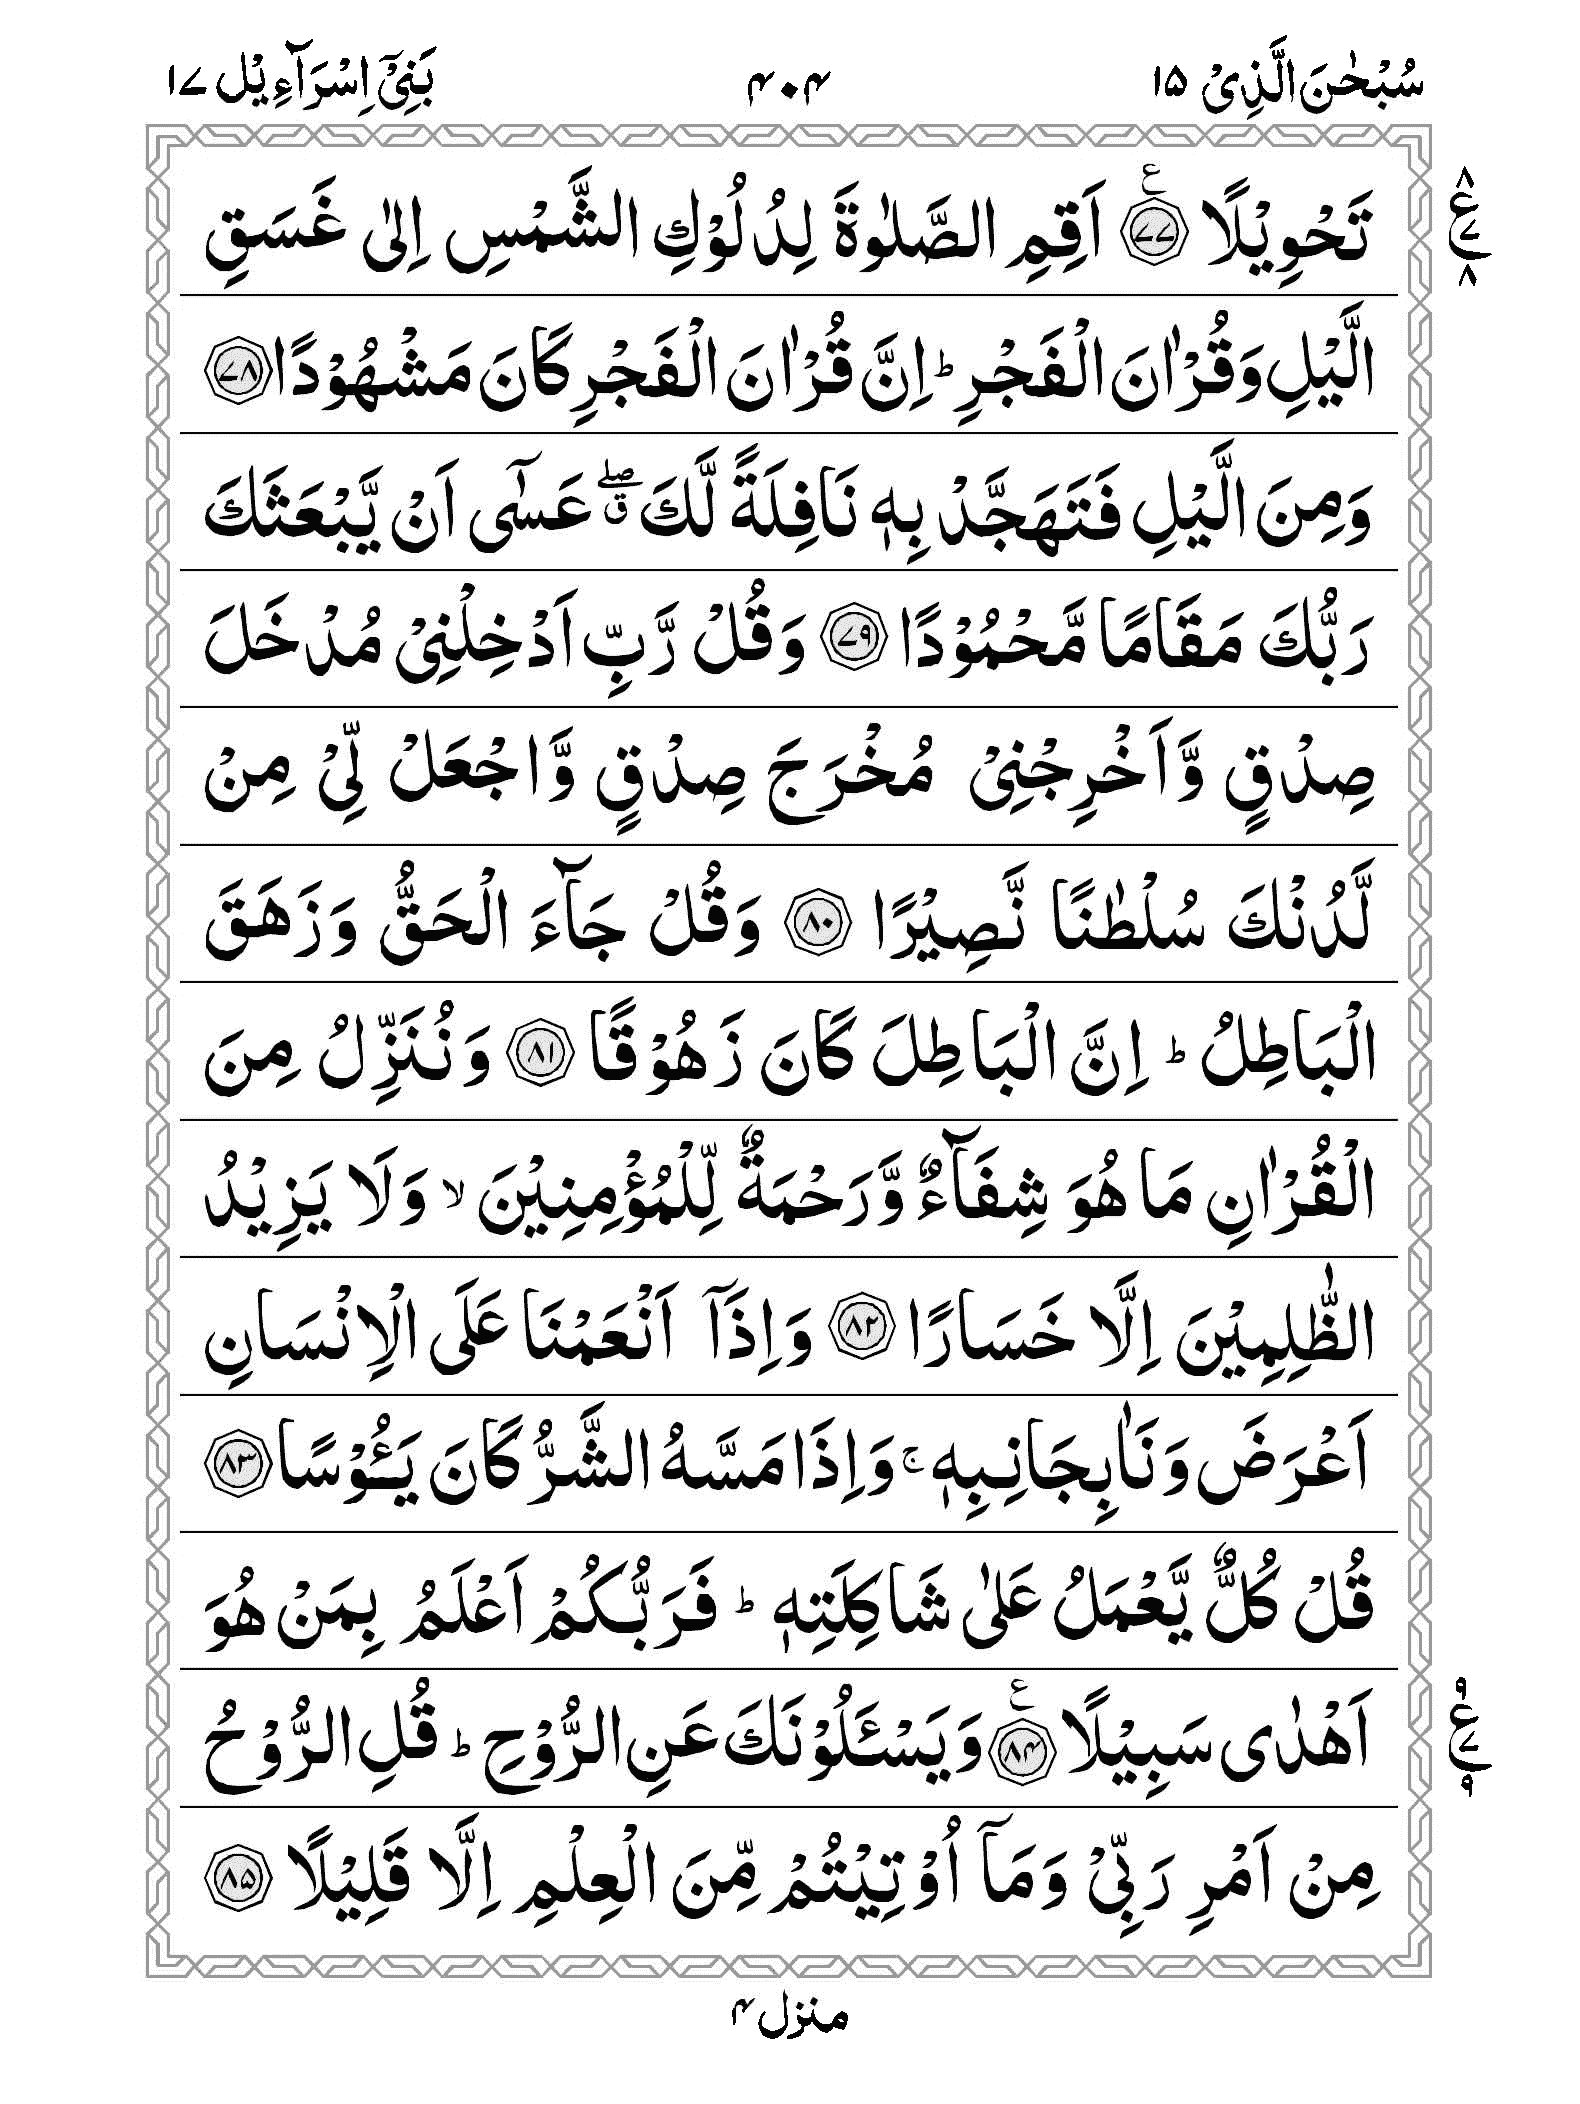 سُبْحٰنَ الَّذِیْۤ ۱۵ ۴۰۴ بَنِیْۤ اِسْرَآءِیْل ۱۷
تَحْوِیْلًا ﴿۷۷﴾ ع اَقِمِ الصَّلٰوةَ لِدُلُوْكِ الشَّمْسِ اِلٰی غَسَقِ
۸ ع ۷ ۸
الَّیْلِ وَقُرْاٰنَ الْفَجْرِ ؕ اِنَّ قُرْاٰنَ الْفَجْرِ كَانَ مَشْهُوْدًا ﴿۷۸﴾
وَمِنَ الَّیْلِ فَتَهَجَّدْ بِهٖ نَافِلَةً لَّكَ ۖق عَسٰۤی اَنْ یَّبْعَثَكَ
رَبُّكَ مَقَامًا مَّحْمُوْدًا ﴿۷۹﴾ وَقُلْ رَّبِّ اَدْخِلْنِیْ مُدْخَلَ
صِدْقٍ وَّاَخْرِجْنِیْ مُخْرَجَ صِدْقٍ وَّاجْعَلْ لِّیْ مِنْ
لَّدُنْكَ سُلْطٰنًا نَّصِیْرًا ﴿۸۰﴾ وَقُلْ جَآءَ الْحَقُّ وَزَهَقَ
الْبَاطِلُ ؕ اِنَّ الْبَاطِلَ كَانَ زَهُوْقًا ﴿۸۱﴾ وَنُنَزِّلُ مِنَ
الْقُرْاٰنِ مَا هُوَ شِفَآءٌ وَّرَحْمَةٌ لِّلْمُؤْمِنِیْنَ ۙ وَلَا یَزِیْدُ
الظّٰلِمِیْنَ اِلَّا خَسَارًا ﴿۸۲﴾ وَاِذَاۤ اَنْعَمْنَا عَلَی الْاِنْسَانِ
اَعْرَضَ وَنَاٰ بِجَانِبِهٖ ۚ وَاِذَا مَسَّهُ الشَّرُّ كَانَ یَـُٔوْسًا ﴿۸۳﴾
قُلْ كُلٌّ یَّعْمَلُ عَلٰی شَاكِلَتِهٖ ؕ فَرَبُّكُمْ اَعْلَمُ بِمَنْ هُوَ
اَهْدٰی سَبِیْلًا ﴿۸۴﴾ ع وَیَسْـَٔلُوْنَكَ عَنِ الرُّوْحِ ؕ قُلِ الرُّوْحُ
۹ ع ۷ ۹
مِنْ اَمْرِ رَبِّیْ وَمَاۤ اُوْتِیْتُمْ مِّنَ الْعِلْمِ اِلَّا قَلِیْلًا ﴿۸۵﴾
منزل ۴